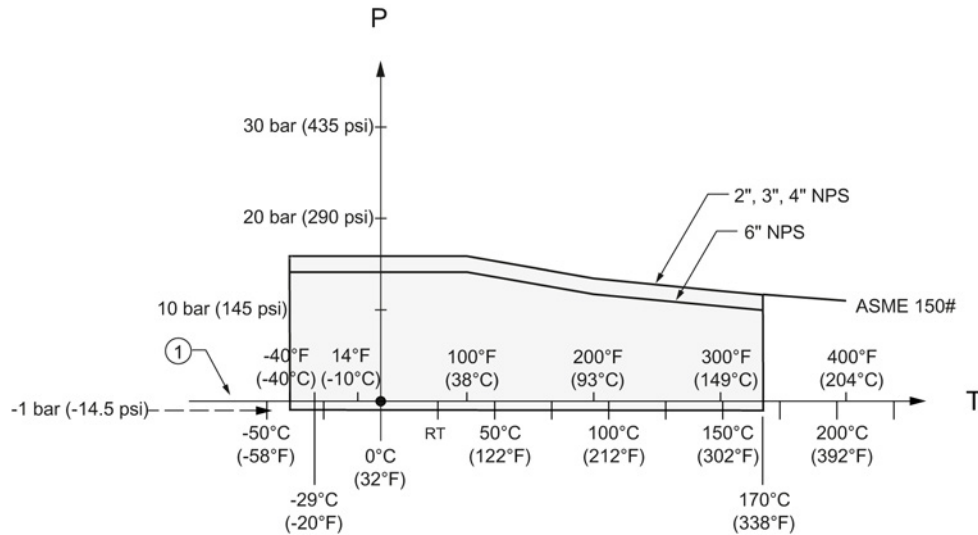 P
30 bar (435 psi)
20 bar (290 psi)
2", 3", 4" NPS
6" NPS
10 bar (145 psi)
ASME 150#
1
-40°F 14°F 100°F 200°F 300°F 400°F
(-40°C) (-10°C) (38°C) (93°C) (149°C) (204°C)
-1 bar (-14.5 psi)
T
-50°C 0°C RT 50°C 100°C 150°C 200°C
(-58°F) (32°F) (122°F) (212°F) (302°F) (392°F)
-29°C 170°C
(-20°F) (338°F)